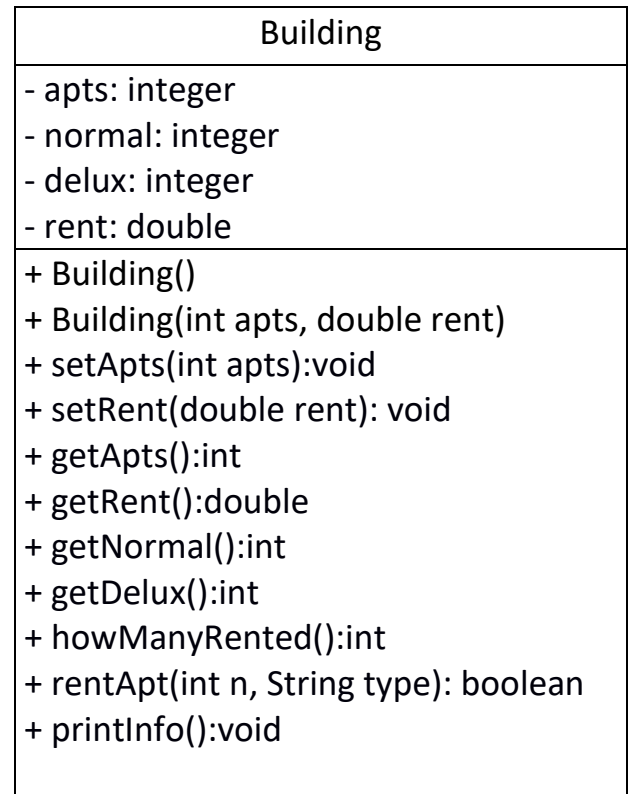 Building
- apts: integer
- normal: integer
- delux: integer
- rent: double
+ Building()
+ Building(int apts, double rent)
+ setApts(int apts):void
+ setRent(double rent): void
+ getApts():int
+ getRent():double
+ getNormal():int
+ getDelux():int
+ howManyRented():int
+ rentApt(int n, String type): boolean
+ printInfo():void